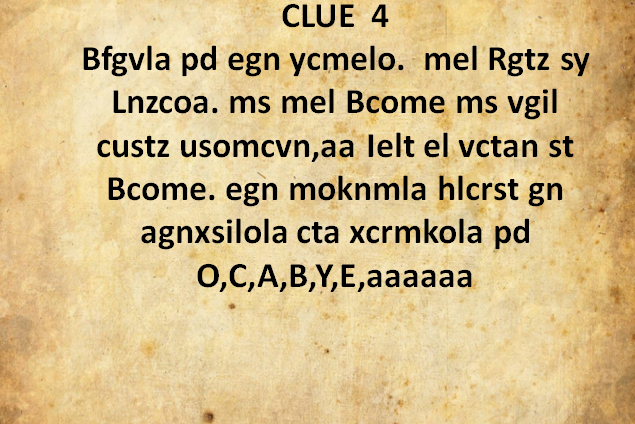 CLUE  4
Bfgvla pd egn ycmelo.  mel Rgtz sy
Lnzcoa. ms mel Bcome ms vgil
custz usomcvn,aa Ielt el vctan st
Bcome. egn moknmla hlcrst gn
agnxsilola cta xcrmkola pd
O,C,A,B,Y,E,aaaaaa